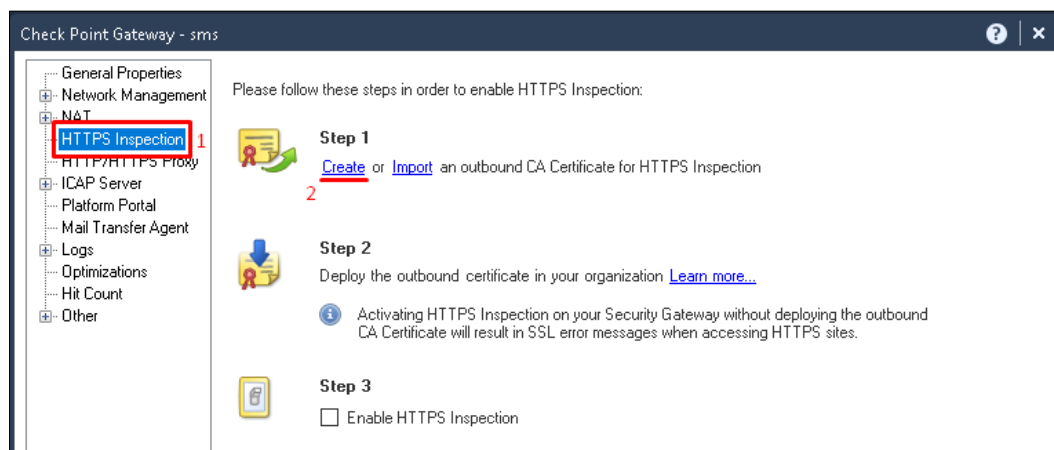 Check Point Gateway - sms
General Properties
Network Management
NAT
HTTPS Inspection 1
HTTP/HTTPS Proxy
ICAP Server
Platform Portal
Mail Transfer Agent
Logs
Optimizations
Hit Count
Other
Please follow these steps in order to enable HTTPS Inspection:
Step 1
Create or Import an outbound CA Certificate for HTTPS Inspection
2
Step 2
Deploy the outbound certificate in your organization Learn more...
Activating HTTPS Inspection on your Security Gateway without deploying the outbound
CA Certificate will result in SSL error messages when accessing HTTPS sites.
Step 3
Enable HTTPS Inspection